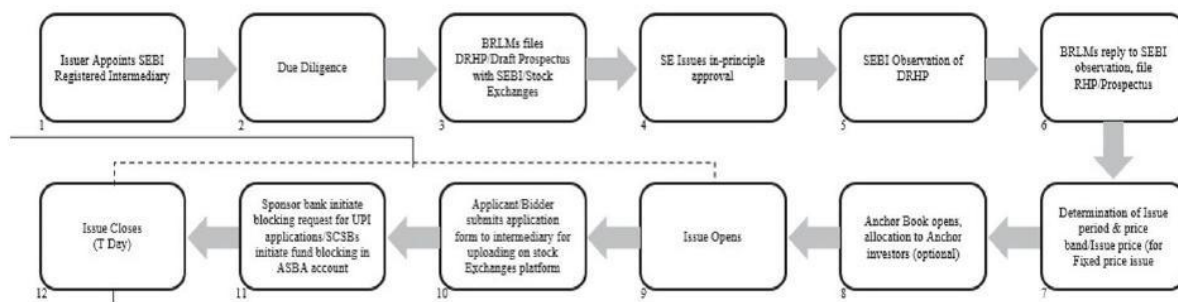 Issuer Appoints SEBI
Registered Intermediary
1
Due Diligence
2
BRLMs files
DRHP/Draft Prospectus
with SEBI/Stock
Exchanges
3
SE Issues in-principle
approval
4
SEBI Observation of
DRHP
5
BRLMs reply to SEBI
observation, file
RHP/Prospectus
6
Determination of Issue
period & price
band/Issue price (for
Fixed price issue
7
Anchor Book opens,
allocation to Anchor
investors (optional)
8
Issue Opens
9
Applicant/Bidder
submits application
form to intermediary for
uploading on stock
Exchanges platform
10
Sponsor bank initiate
blocking request for UPI
applications/SCSBs
initiate fund blocking in
ASBA account
11
Issue Closes
(T Day)
12